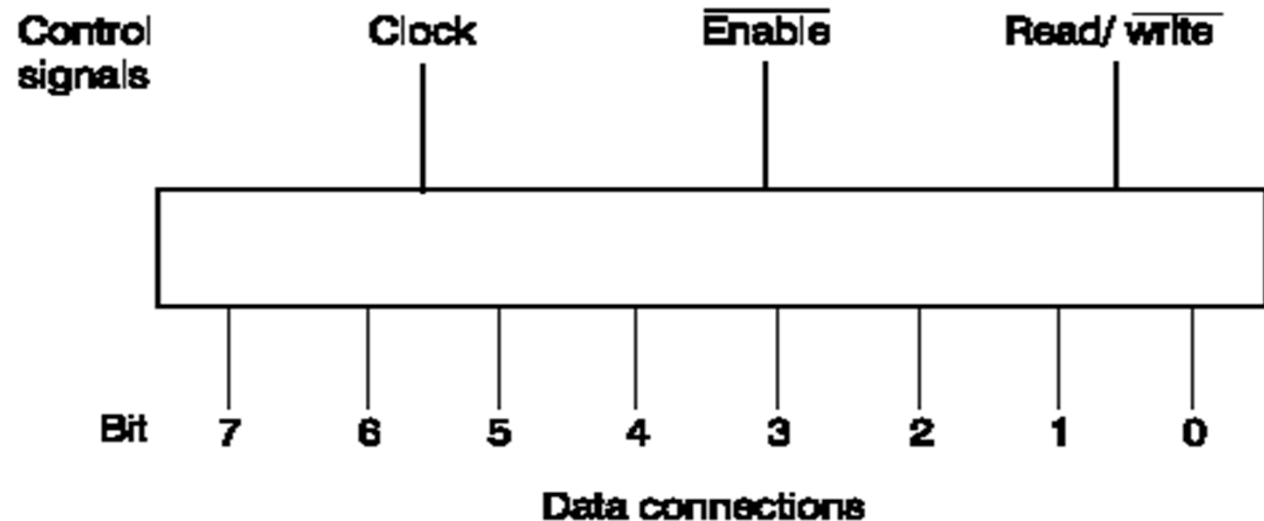 Control signals Clock Enable Read/ write
Bit 7 6 5 4 3 2 1 0
Data connections